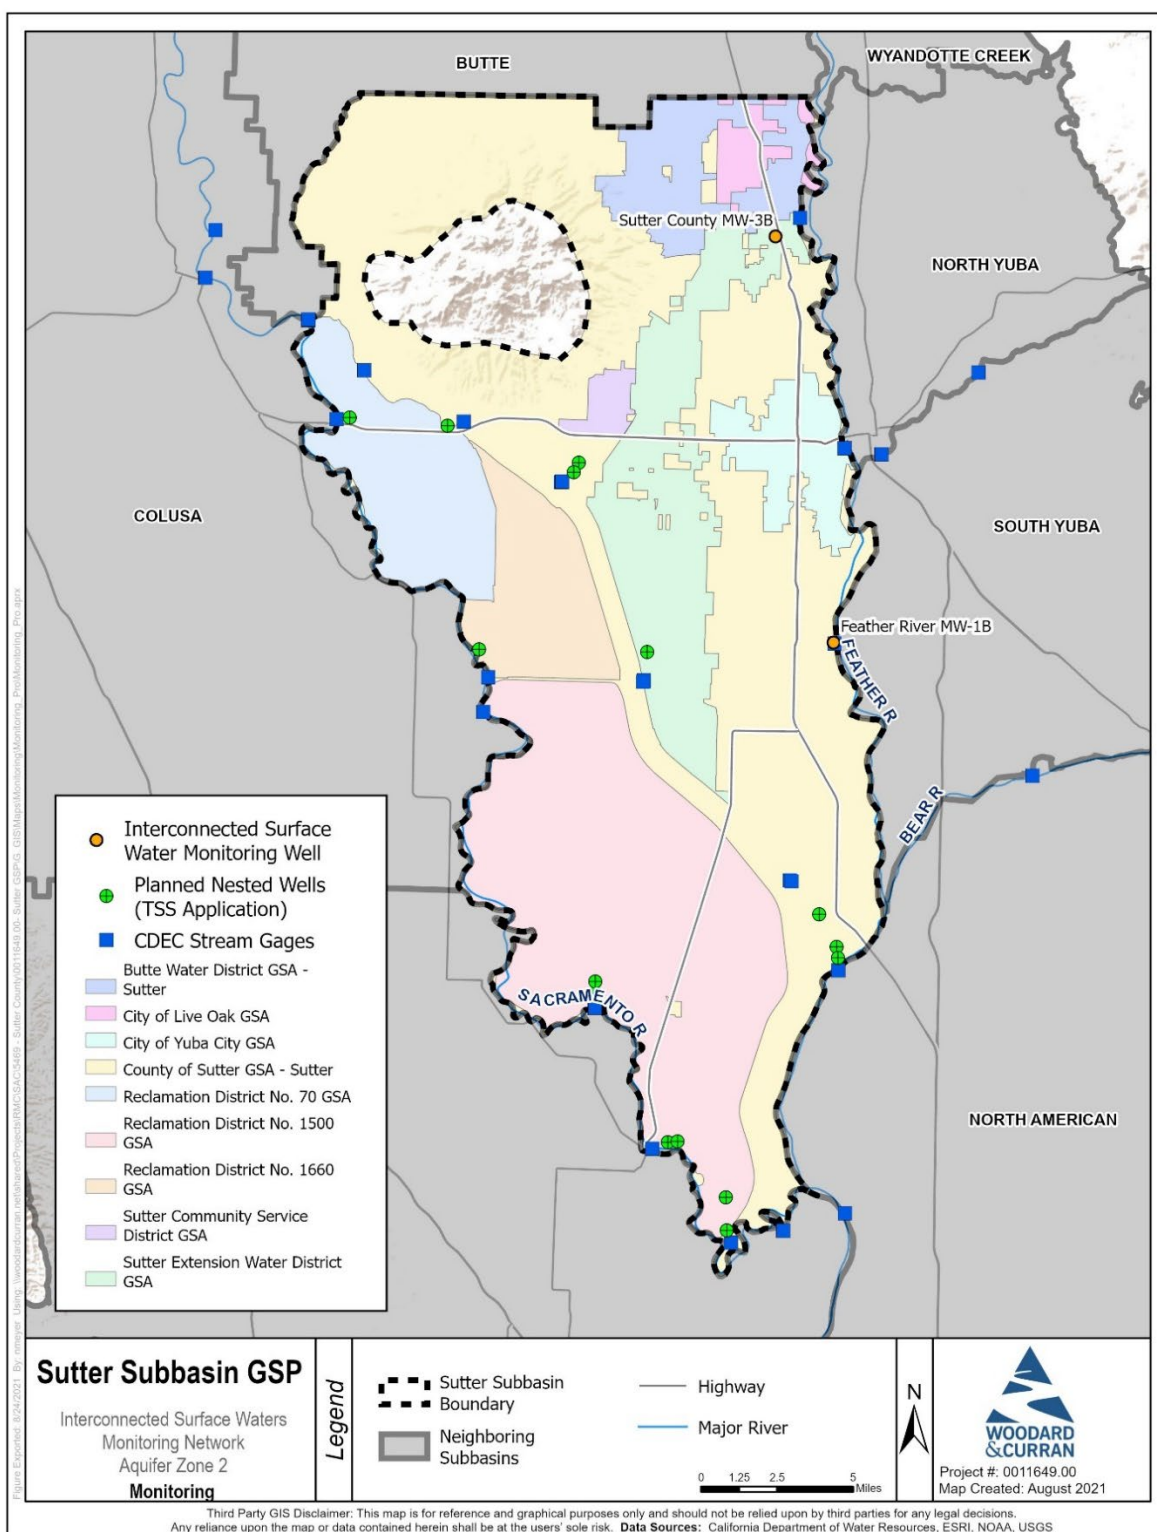 BUTTE
WYANDOTTE CREEK
Sutter County MW-3B
NORTH YUBA
COLUSA
SOUTH YUBA
Feather River MW-1B
FEATHER R
BEAR R
SACRAMENTO R
NORTH AMERICAN
Interconnected Surface
Water Monitoring Well
Planned Nested Wells
(TSS Application)
CDEC Stream Gages
Butte Water District GSA -
Sutter
City of Live Oak GSA
City of Yuba City GSA
County of Sutter GSA - Sutter
Reclamation District No. 70 GSA
Reclamation District No. 1500
GSA
Reclamation District No. 1660
GSA
Sutter Community Service
District GSA
Sutter Extension Water District
GSA
Sutter Subbasin GSP
Interconnected Surface Waters
Monitoring Network
Aquifer Zone 2
Monitoring
Legend
Sutter Subbasin
Boundary
Neighboring
Subbasins
Highway
Major River
N
0 1.25 2.5 5
Miles
WOODARD
&CURRAN
Project #: 0011649.00
Map Created: August 2021
Third Party GIS Disclaimer: This map is for reference and graphical purposes only and should not be relied upon by third parties for any legal decisions.
Any reliance upon the map or data contained herein shall be at the users' sole risk. Data Sources: California Department of Water Resources, ESRI, NOAA, USGS
Figure Exported: 8/24/2021 By: nmeyer Using: